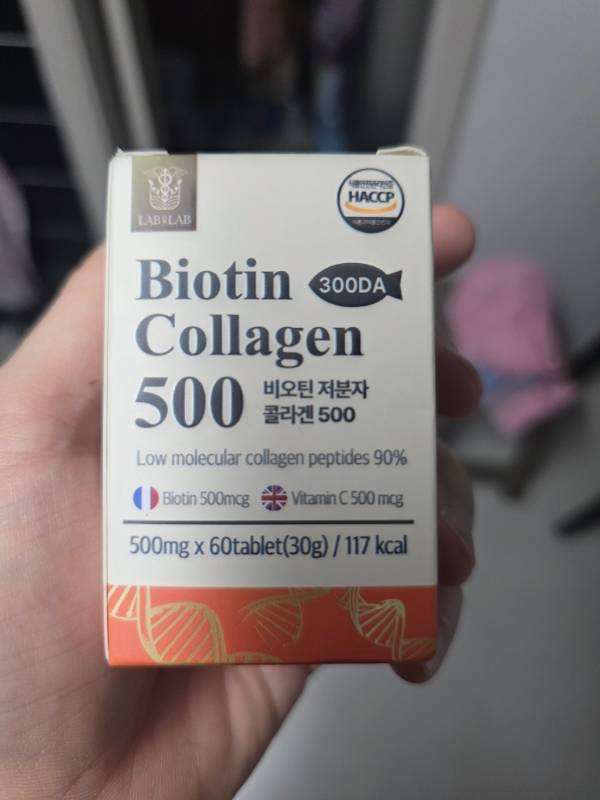 LAB LAB
HACCP
Biotin 300DA
Collagen
500 비오틴 저분자
콜라겐 500
Low molecular collagen peptides 90%
Biotin 500mcg Vitamin C 500 mcg
500mg x 60tablet(30g) / 117 kcal